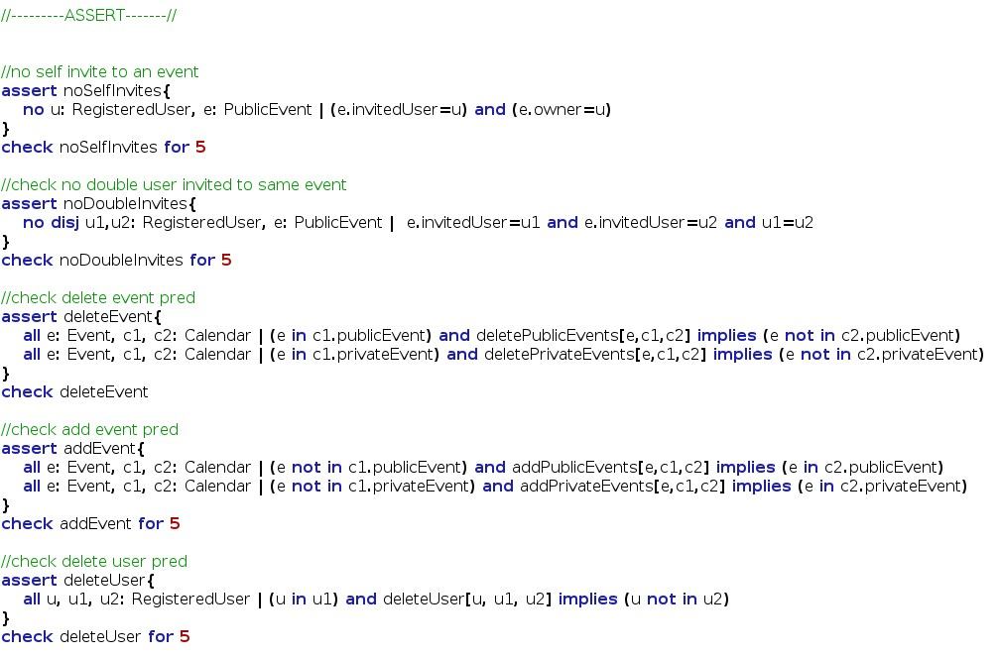 //---------ASSERT-------//
//no self invite to an event
assert noSelfInvites{
no u: RegisteredUser, e: PublicEvent | (e.invitedUser=u) and (e.owner=u)
}
check noSelfInvites for 5
//check no double user invited to same event
assert noDoubleInvites{
no disj u1,u2: RegisteredUser, e: PublicEvent | e.invitedUser=u1 and e.invitedUser=u2 and u1=u2
}
check noDoubleInvites for 5
//check delete event pred
assert deleteEvent{
all e: Event, c1, c2: Calendar | (e in c1.publicEvent) and deletePublicEvents[e,c1,c2] implies (e not in c2.publicEvent)
all e: Event, c1, c2: Calendar | (e in c1.privateEvent) and deletePrivateEvents[e,c1,c2] implies (e not in c2.privateEvent)
}
check deleteEvent
//check add event pred
assert addEvent{
all e: Event, c1, c2: Calendar | (e not in c1.publicEvent) and addPublicEvents[e,c1,c2] implies (e in c2.publicEvent)
all e: Event, c1, c2: Calendar | (e not in c1.privateEvent) and addPrivateEvents[e,c1,c2] implies (e in c2.privateEvent)
}
check addEvent for 5
//check delete user pred
assert deleteUser{
all u, u1, u2: RegisteredUser | (u in u1) and deleteUser[u, u1, u2] implies (u not in u2)
}
check deleteUser for 5